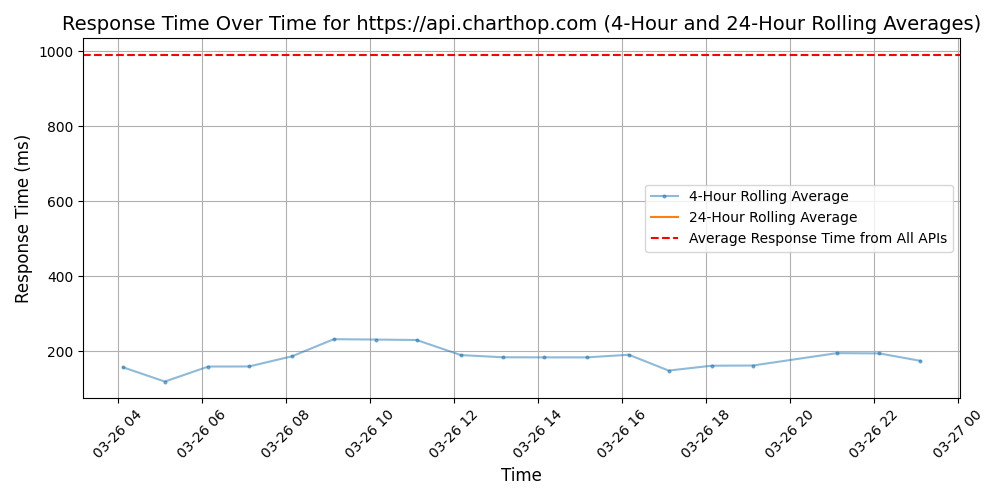 Response Time Over Time for https://api.charthop.com (4-Hour and 24-Hour Rolling Averages)
Response Time (ms)
1000
800
600
400
200
4-Hour Rolling Average
24-Hour Rolling Average
Average Response Time from All APIs
03-26 04
03-26 06
03-26 08
03-26 10
03-26 12
03-26 14
03-26 16
03-26 18
03-26 20
03-26 22
03-27 00
Time